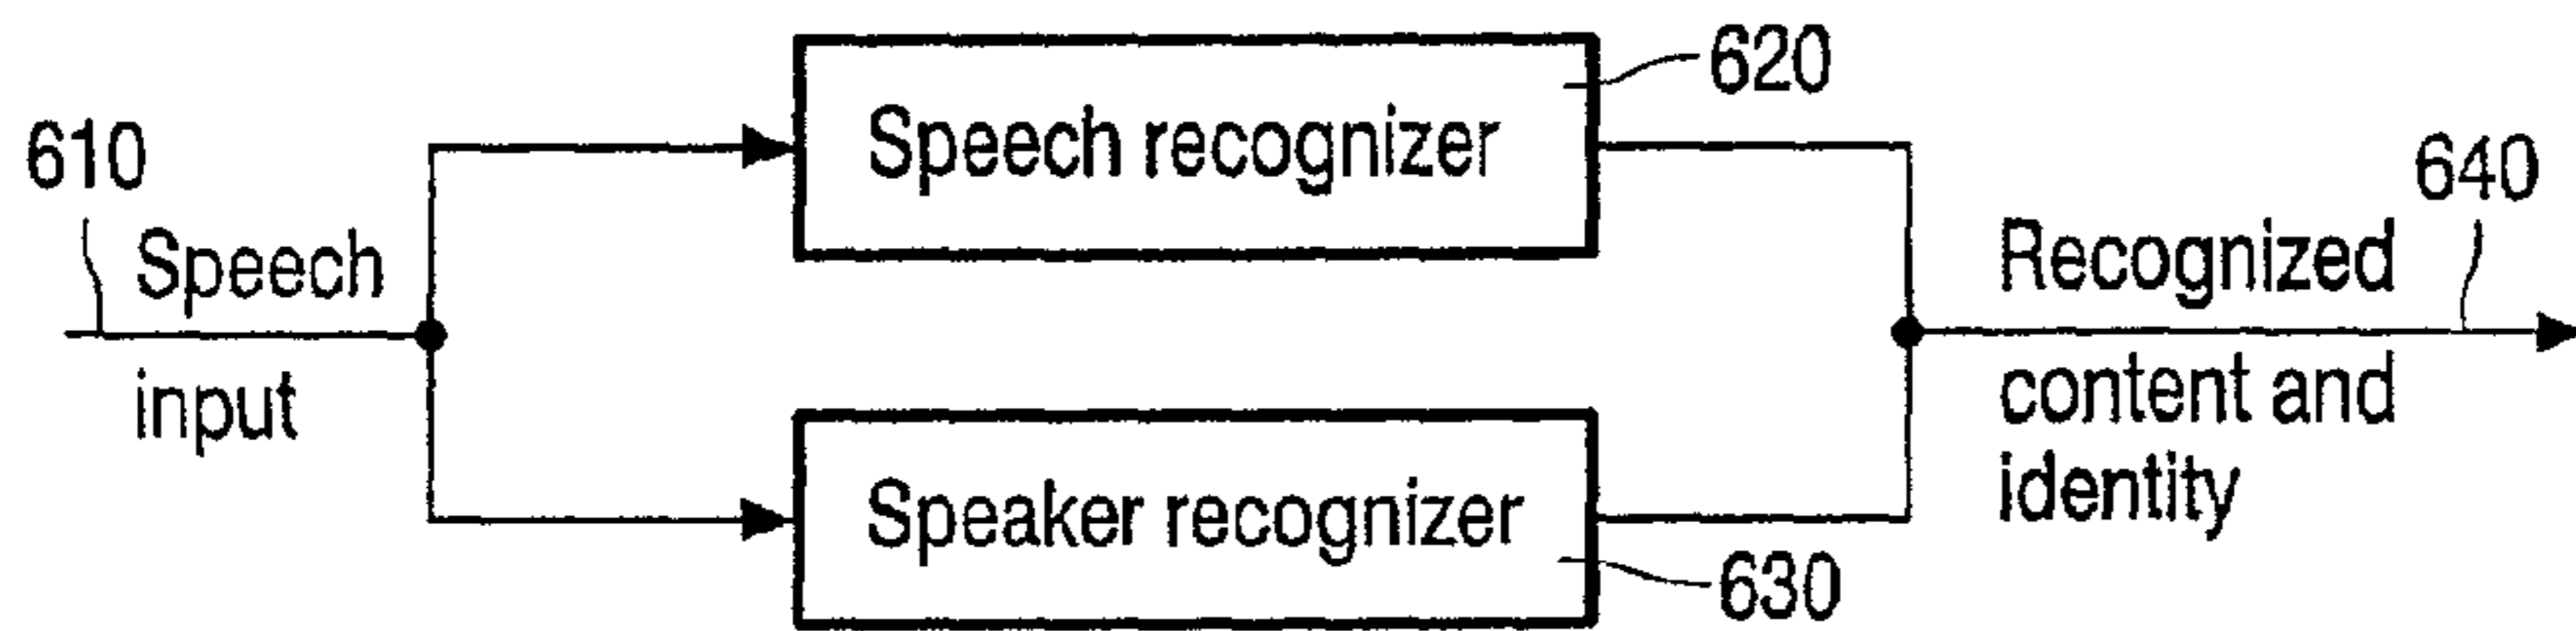 610
Speech
input
Speech recognizer
620
Speaker recognizer
630
640
Recognized
content and
identity